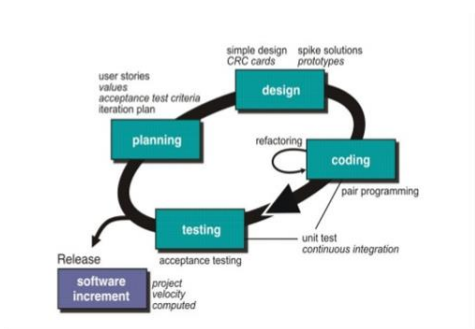 simple design
CRC cards
spike solutions
prototypes
user stories
values
acceptance test criteria
iteration plan
design
planning
refactoring
coding
pair programming
testing
unit test
continuous integration
acceptance testing
Release
software
increment
project
velocity
computed